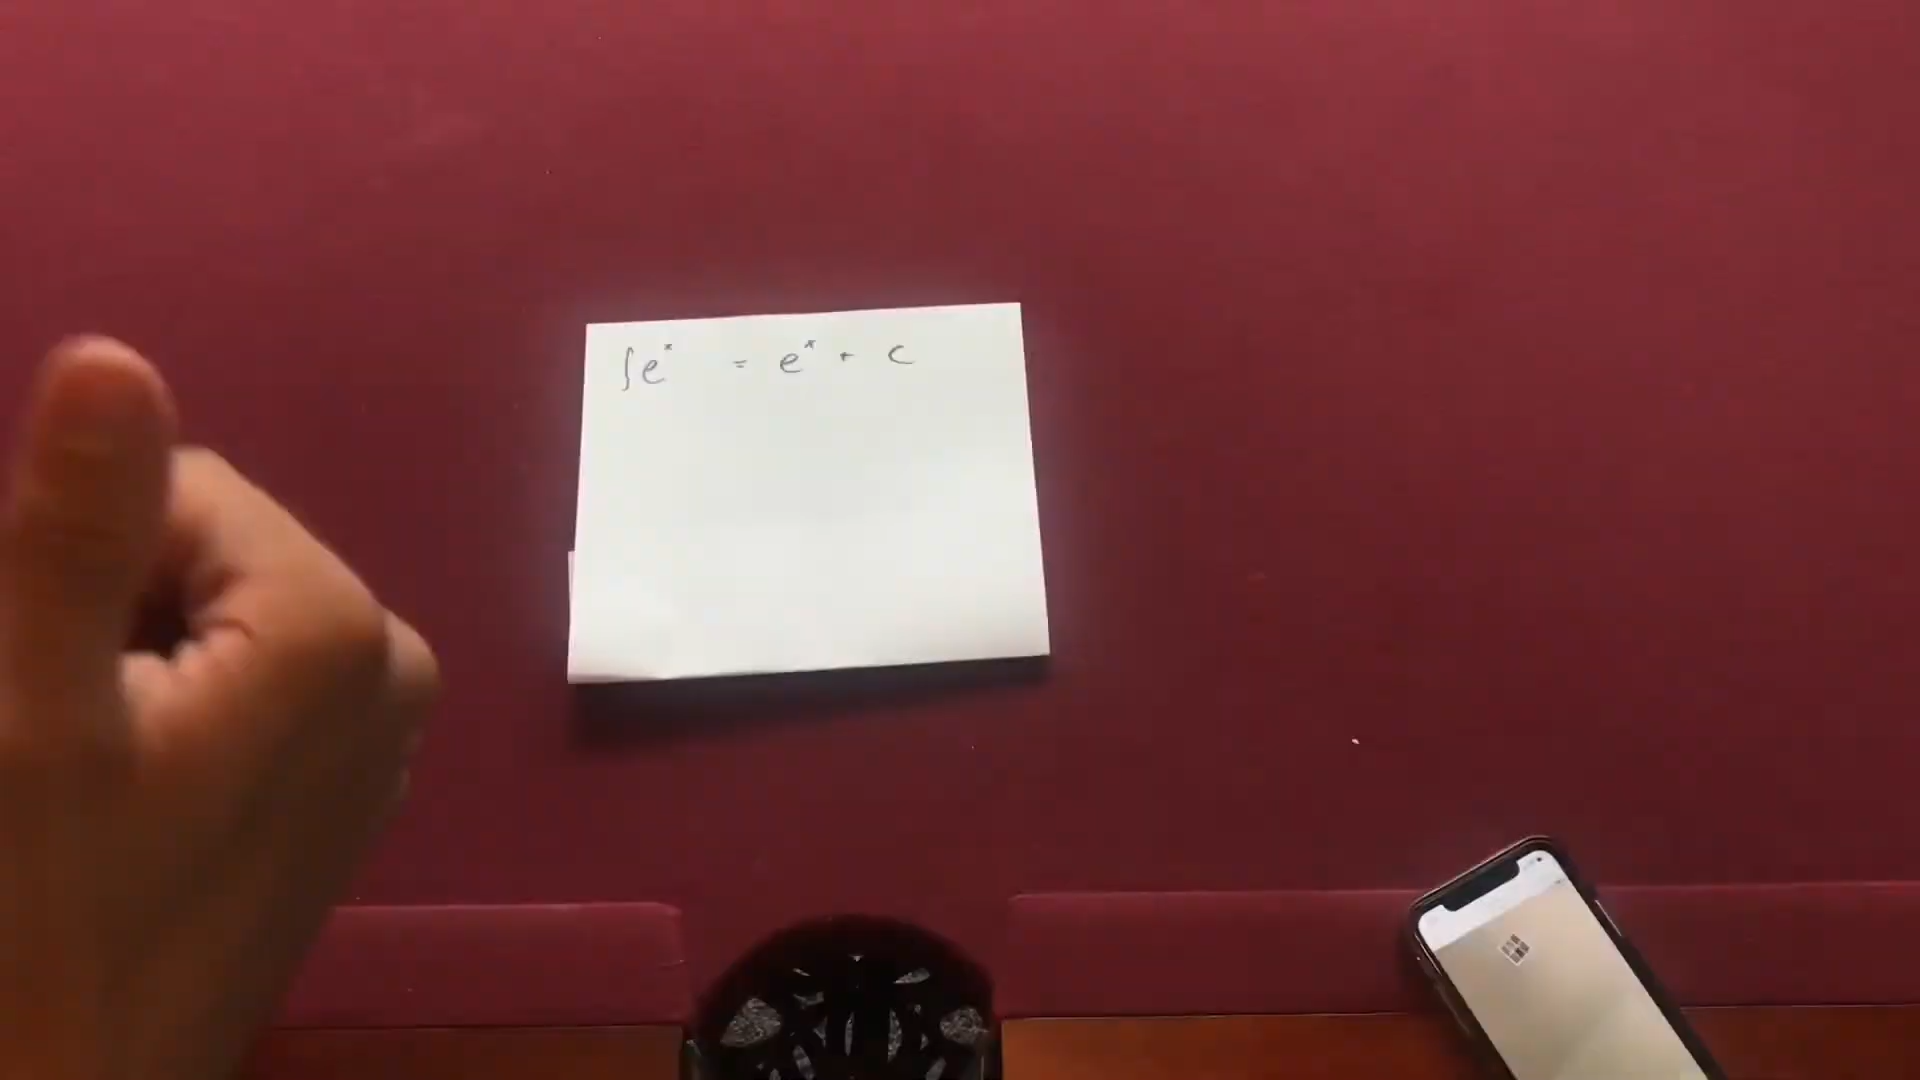 ∫eˣ = eˣ + c